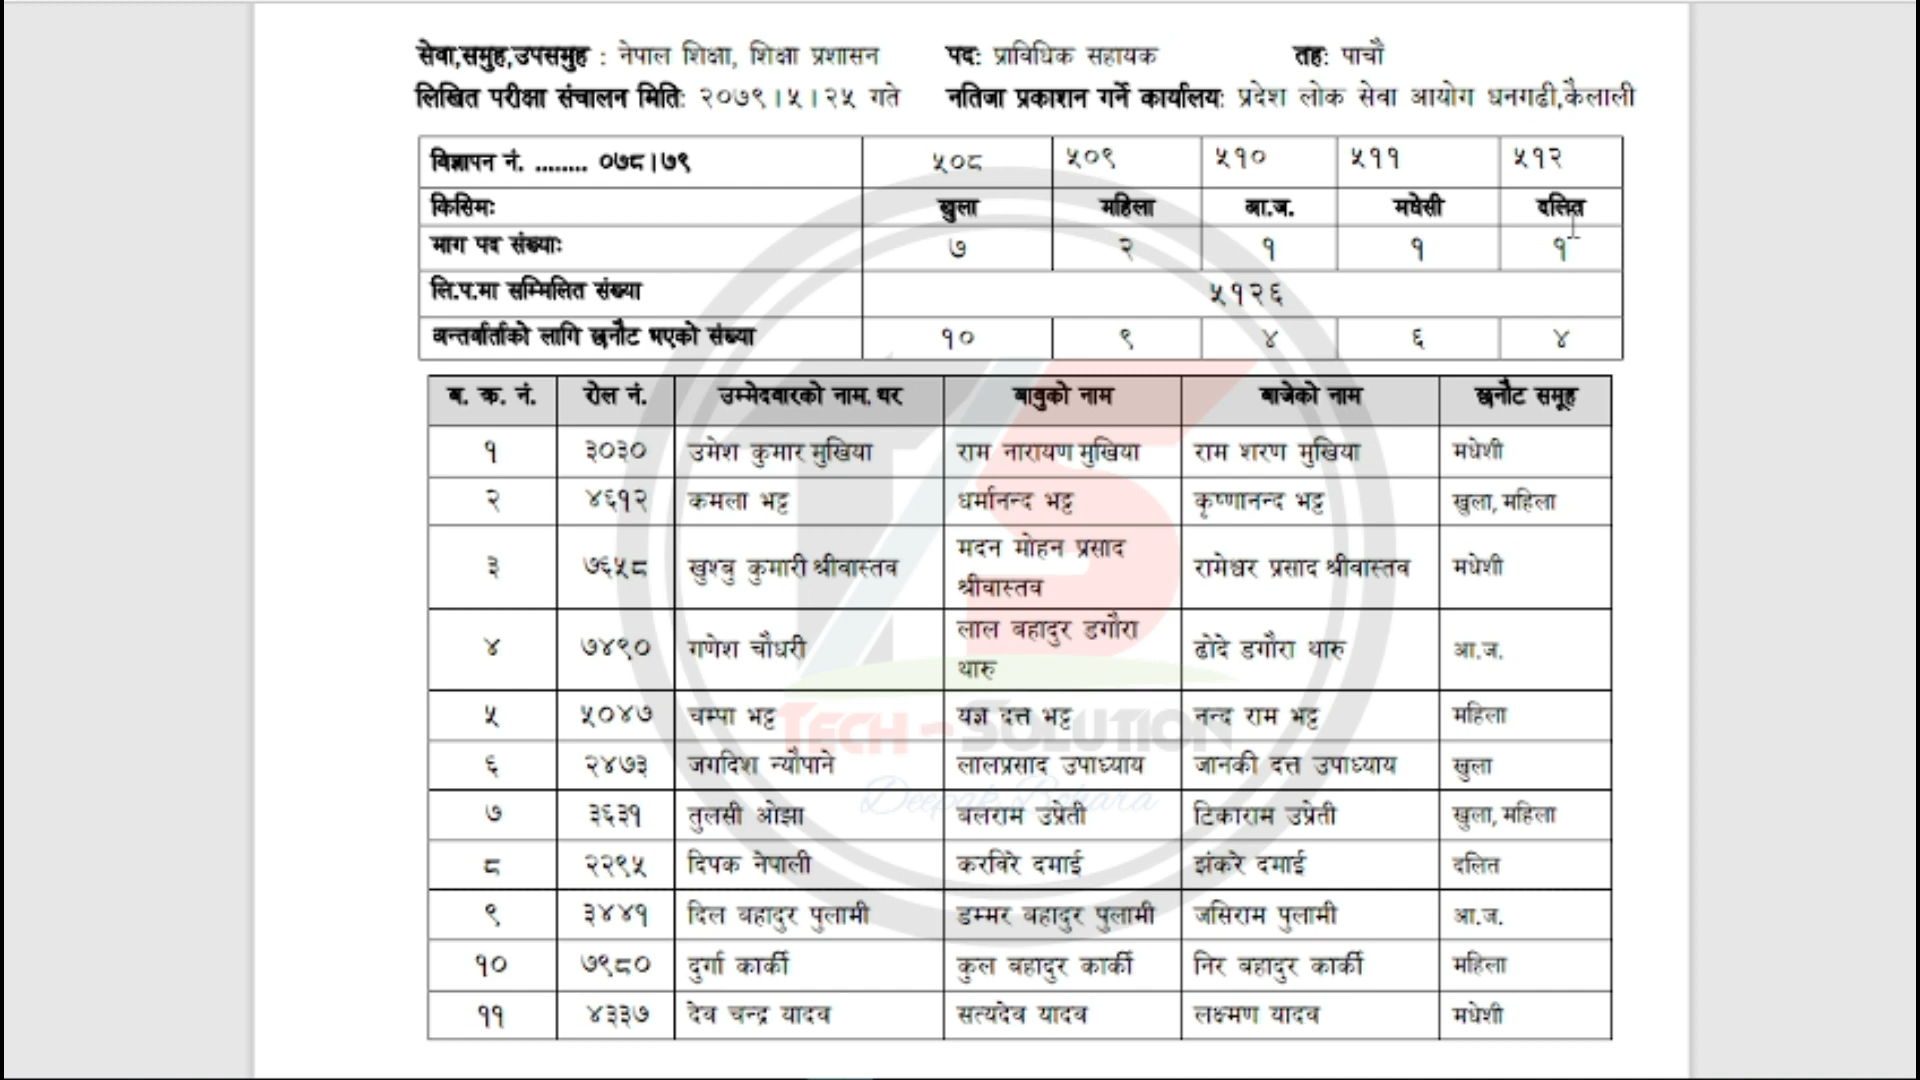 सेवा,समुह,उपसमुह : नेपाल शिक्षा, शिक्षा प्रशासन पद: प्राविधिक सहायक तह: पाचौ
लिखित परीक्षा संचालन मिति: २०७९।५।२५ गते नतिजा प्रकाशन गर्ने कार्यालय: प्रदेश लोक सेवा आयोग धनगढी,कैलाली
विज्ञापन नं. ........ ०७८।७९ ५०८ ५०९ ५१० ५११ ५१२
किसिमः खुला महिला आ.ज. मधेसी दलित
माग पद संख्याः ७ २ १ १ १
लि.प.मा सम्मिलित संख्या ५१२६
अन्तर्वार्ताको लागि छनौट भएको संख्या १० ९ ४ ६ ४
ब. क्र. नं. रोल नं. उम्मेदवारको नाम, थर बाबुको नाम बाजेको नाम छनौट समूह
१ ३०३० उमेश कुमार मुखिया राम नारायण मुखिया राम शरण मुखिया मधेशी
२ ४६१२ कमला भट्ट धर्मानन्द भट्ट कृष्णानन्द भट्ट खुला, महिला
३ ७६५८ खुश्बु कुमारी श्रीवास्तव मदन मोहन प्रसाद श्रीवास्तव रामेश्वर प्रसाद श्रीवास्तव मधेशी
४ ७४९० गणेश चौधरी लाल बहादुर डगौरा थारु ढोदे डगौरा थारु आ.ज.
५ ५०४७ चम्पा भट्ट यज्ञ दत्त भट्ट नन्द राम भट्ट महिला
६ २४७३ जगदिश न्यौपाने लालप्रसाद उपाध्याय जानकी दत्त उपाध्याय खुला
७ ३६३१ तुलसी ओझा बलराम उप्रेती टिकाराम उप्रेती खुला, महिला
८ २२९५ दिपक नेपाली करविरे दमाई झंकरे दमाई दलित
९ ३४४१ दिल बहादुर पुलामी डम्मर बहादुर पुलामी जसिराम पुलामी आ.ज.
१० ७९८० दुर्गा कार्की कुल बहादुर कार्की निर बहादुर कार्की महिला
११ ४३३७ देव चन्द्र यादव सत्यदेव यादव लक्ष्मण यादव मधेशी
TECH - SOLUTION
Deepak Bohara